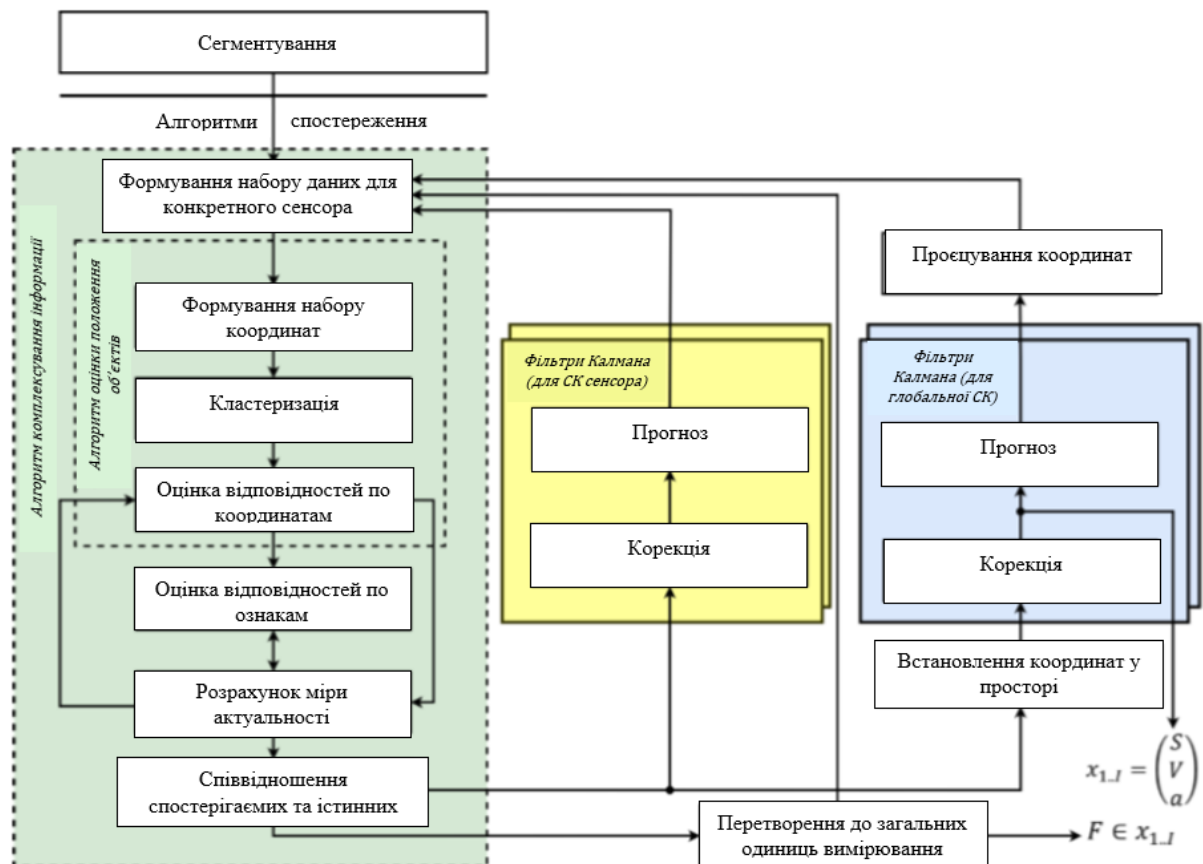 Сегментування
Алгоритми спостереження
Алгоритм комплексування інформації
Формування набору даних для
конкретного сенсора
Алгоритм оцінки положення
об'єктів
Формування набору
координат
Кластеризація
Оцінка відповідностей по
координатам
Оцінка відповідностей по
ознакам
Розрахунок міри
актуальності
Співвідношення
спостерігаємих та істинних
Фільтри Калмана
(для СК сенсора)
Прогноз
Корекція
Проєцування координат
Фільтри
Калмана (для
глобальної СК)
Прогноз
Корекція
Встановлення координат у
просторі
Перетворення до загальних
одиниць вимірювання
S
x₁..I = V
a
F ∈ x₁..I